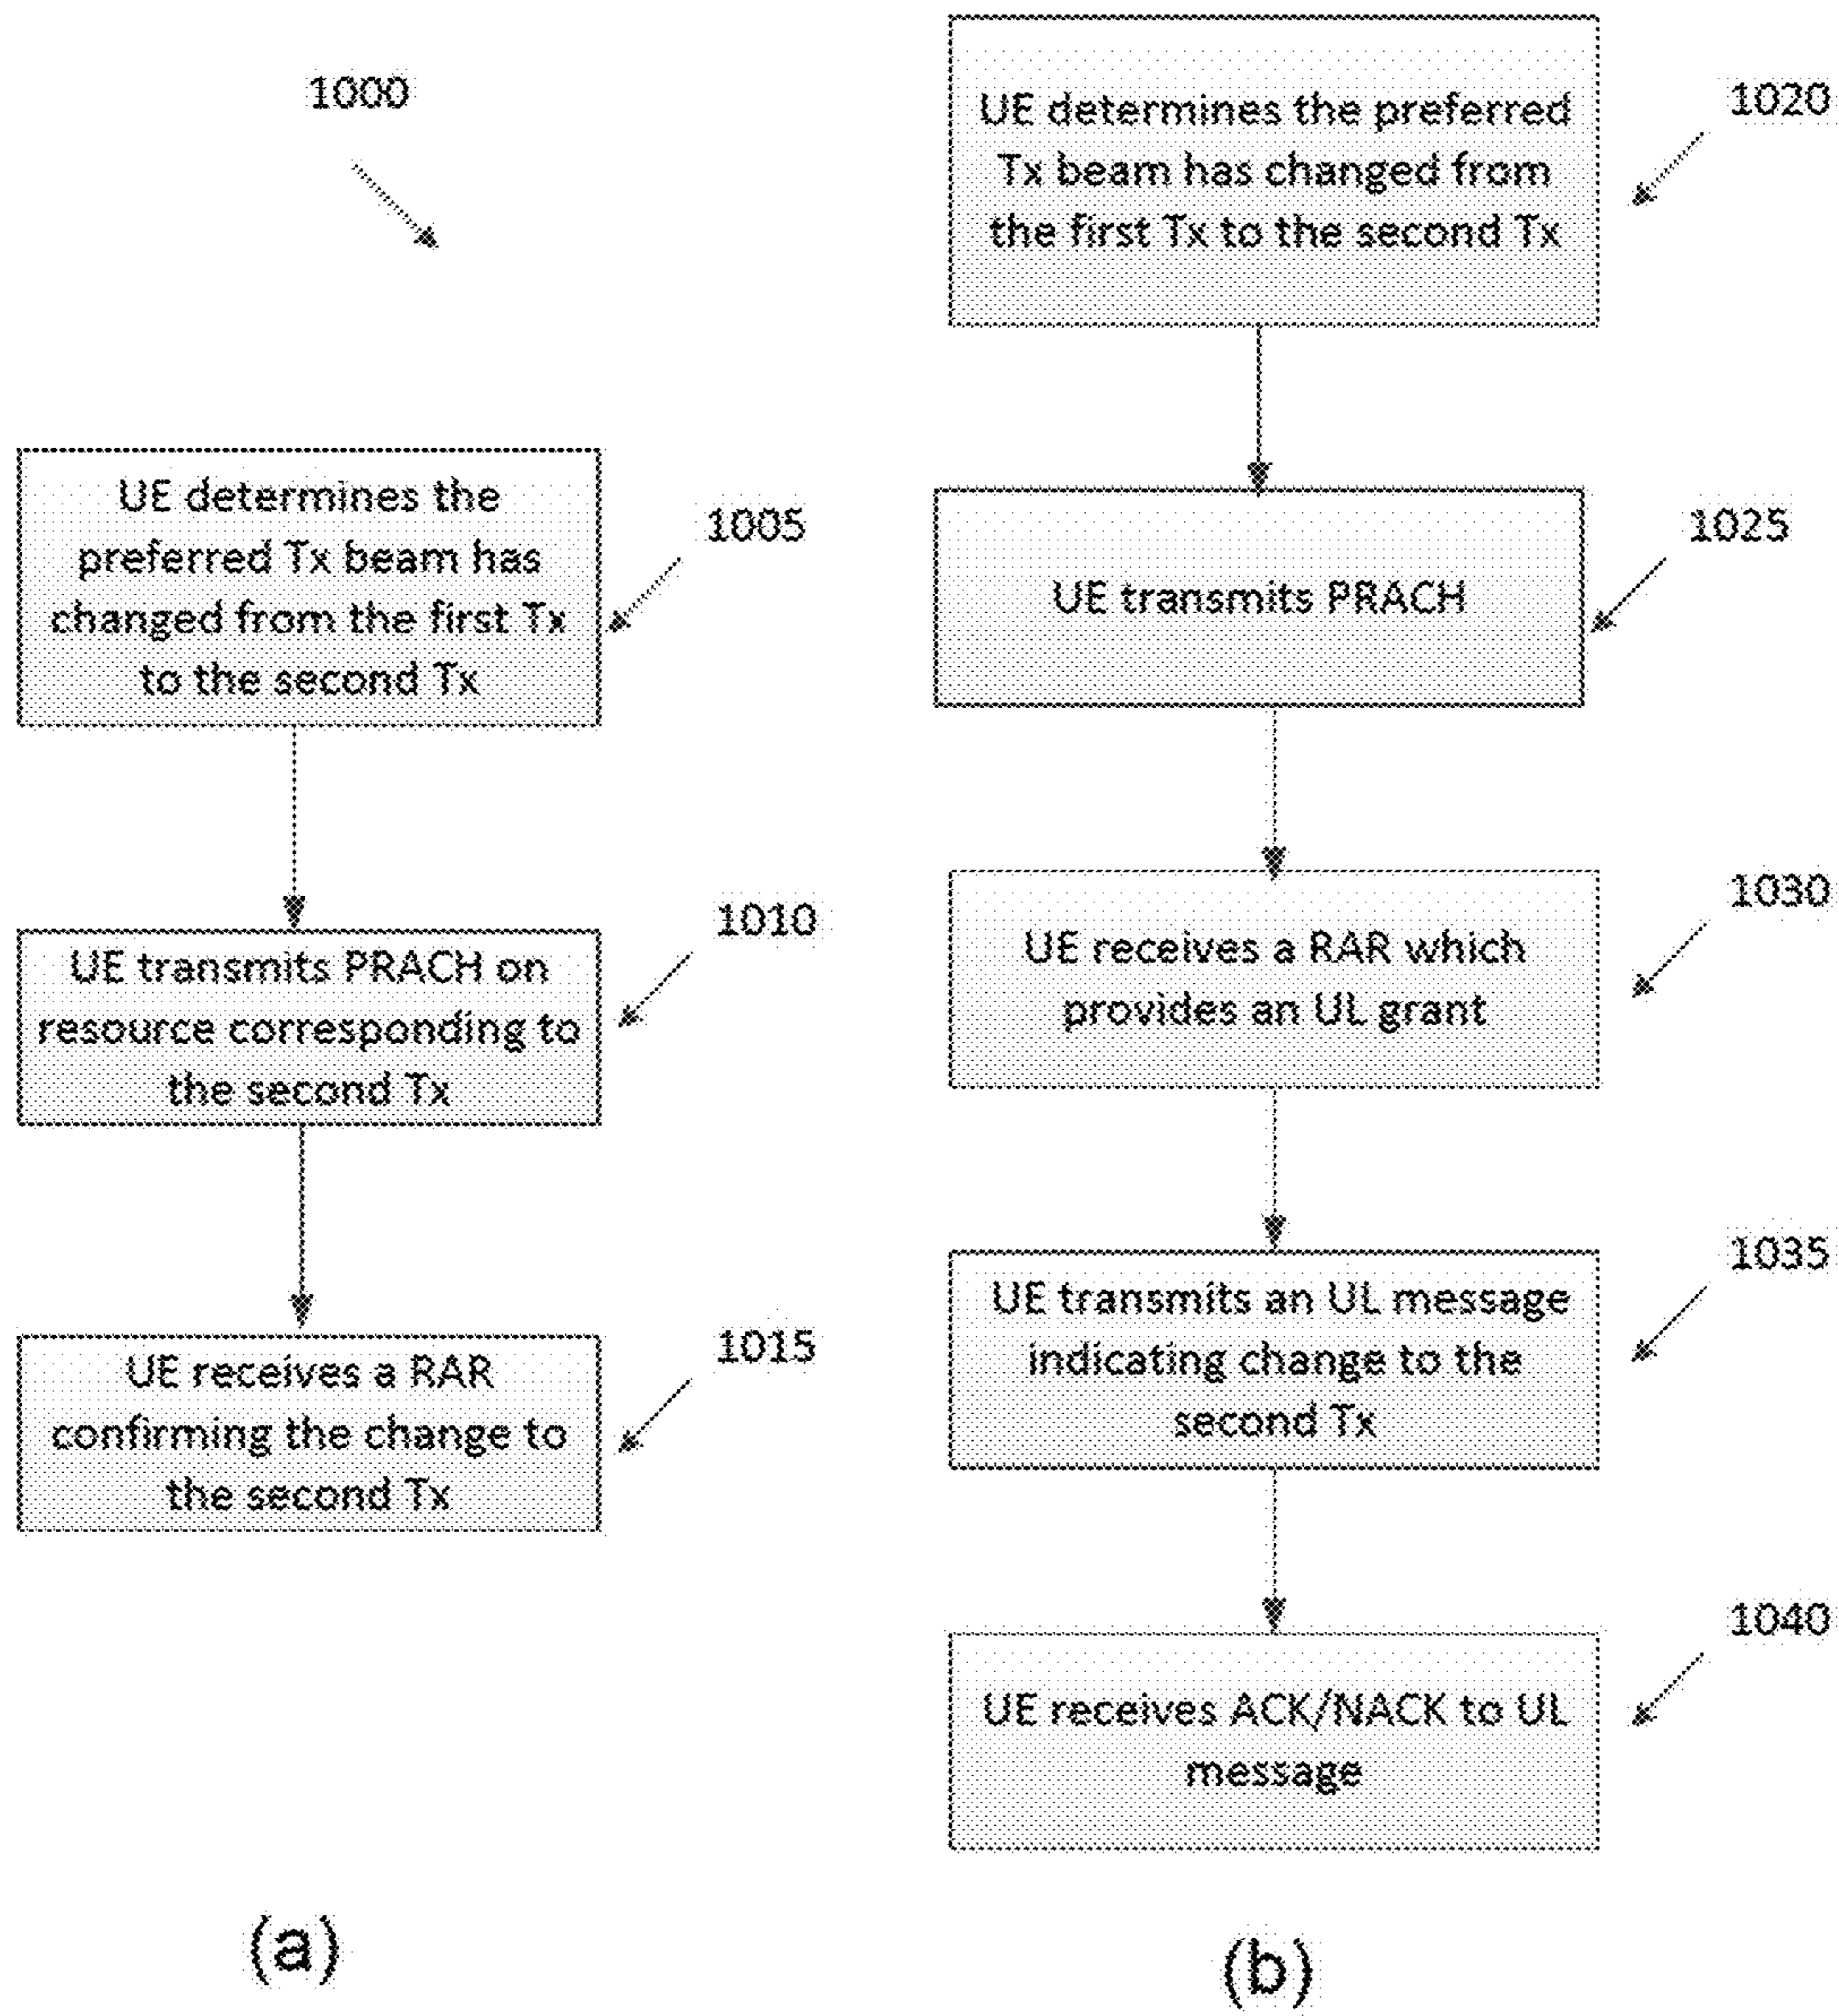 1000
UE determines the
preferred Tx beam has
changed from the first Tx
to the second Tx
1005
UE transmits PRACH on
resource corresponding to
the second Tx
1010
UE receives a RAR
confirming the change to
the second Tx
1015
(a)
UE determines the preferred
Tx beam has changed from
the first Tx to the second Tx
1020
UE transmits PRACH
1025
UE receives a RAR which
provides an UL grant
1030
UE transmits an UL message
indicating change to the
second Tx
1035
UE receives ACK/NACK to UL
message
1040
(b)